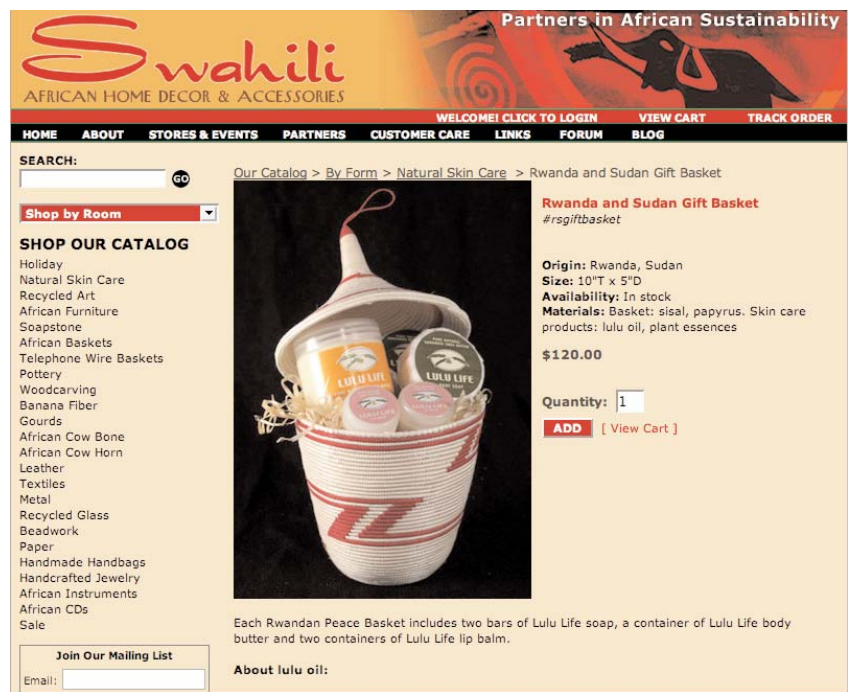 Partners in African Sustainability
Swahili
AFRICAN HOME DECOR & ACCESSORIES
WELCOME! CLICK TO LOGIN VIEW CART TRACK ORDER
HOME ABOUT STORES & EVENTS PARTNERS CUSTOMER CARE LINKS FORUM BLOG
SEARCH:
GO
Shop by Room
SHOP OUR CATALOG
Holiday
Natural Skin Care
Recycled Art
African Furniture
Soapstone
African Baskets
Telephone Wire Baskets
Pottery
Woodcarving
Banana Fiber
Gourds
African Cow Bone
African Cow Horn
Leather
Textiles
Metal
Recycled Glass
Beadwork
Paper
Handmade Handbags
Handcrafted Jewelry
African Instruments
African CDs
Sale
Join Our Mailing List
Email:
Our Catalog > By Form > Natural Skin Care > Rwanda and Sudan Gift Basket
LULU LIFE
LULU LIFE
Rwanda and Sudan Gift Basket
#rsgiftbasket
Origin: Rwanda, Sudan
Size: 10"T x 5"D
Availability: In stock
Materials: Basket: sisal, papyrus. Skin care
products: lulu oil, plant essences
$120.00
Quantity: 1
ADD [ View Cart ]
Each Rwandan Peace Basket includes two bars of Lulu Life soap, a container of Lulu Life body
butter and two containers of Lulu Life lip balm.
About lulu oil: